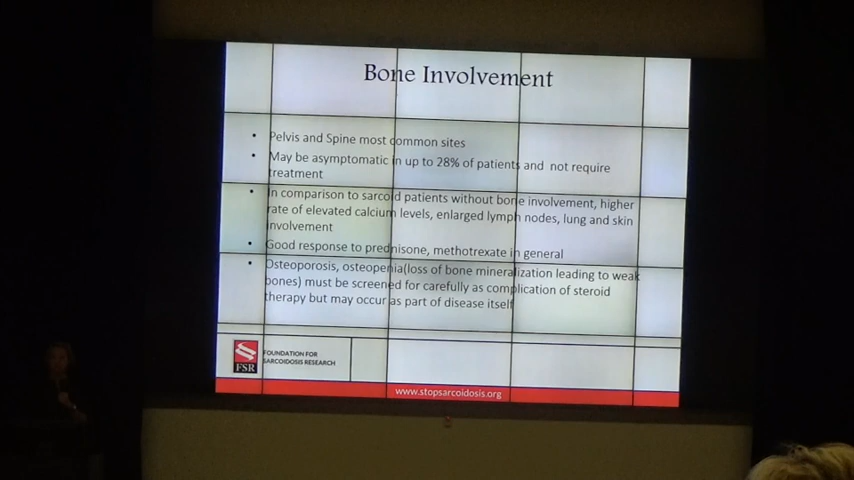 Bone Involvement
• Pelvis and Spine most common sites
• May be asymptomatic in up to 28% of patients and not require
treatment
• In comparison to sarcoid patients without bone involvement, higher
rate of elevated calcium levels, enlarged lymph nodes, lung and skin
involvement
• Good response to prednisone, methotrexate in general
• Osteoporosis, osteopenia(loss of bone mineralization leading to weak
bones) must be screened for carefully as complication of steroid
therapy but may occur as part of disease itself
FSR
FOUNDATION FOR
SARCOIDOSIS RESEARCH
www.stopsarcoidosis.org